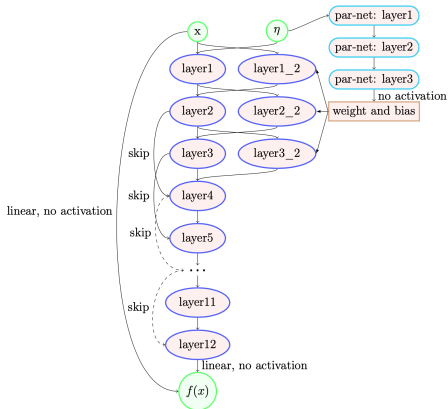 x
η
par-net: layer1
par-net: layer2
par-net: layer3
no activation
weight and bias
layer1
layer1_2
layer2
layer2_2
layer3
layer3_2
skip
skip
skip
skip
linear, no activation
layer4
layer5
...
layer11
layer12
linear, no activation
f(x)